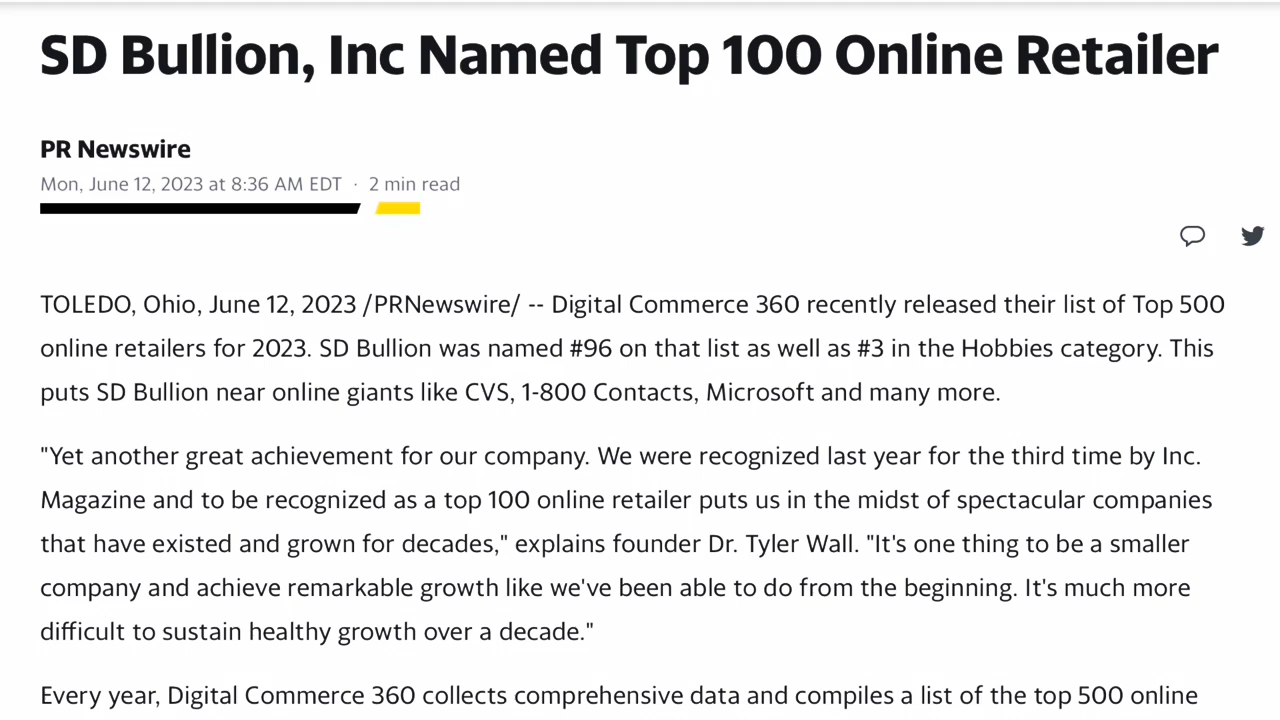 SD Bullion, Inc Named Top 100 Online Retailer
PR Newswire
Mon, June 12, 2023 at 8:36 AM EDT · 2 min read
TOLEDO, Ohio, June 12, 2023 /PRNewswire/ -- Digital Commerce 360 recently released their list of Top 500
online retailers for 2023. SD Bullion was named #96 on that list as well as #3 in the Hobbies category. This
puts SD Bullion near online giants like CVS, 1-800 Contacts, Microsoft and many more.
"Yet another great achievement for our company. We were recognized last year for the third time by Inc.
Magazine and to be recognized as a top 100 online retailer puts us in the midst of spectacular companies
that have existed and grown for decades," explains founder Dr. Tyler Wall. "It's one thing to be a smaller
company and achieve remarkable growth like we've been able to do from the beginning. It's much more
difficult to sustain healthy growth over a decade."
Every year, Digital Commerce 360 collects comprehensive data and compiles a list of the top 500 online